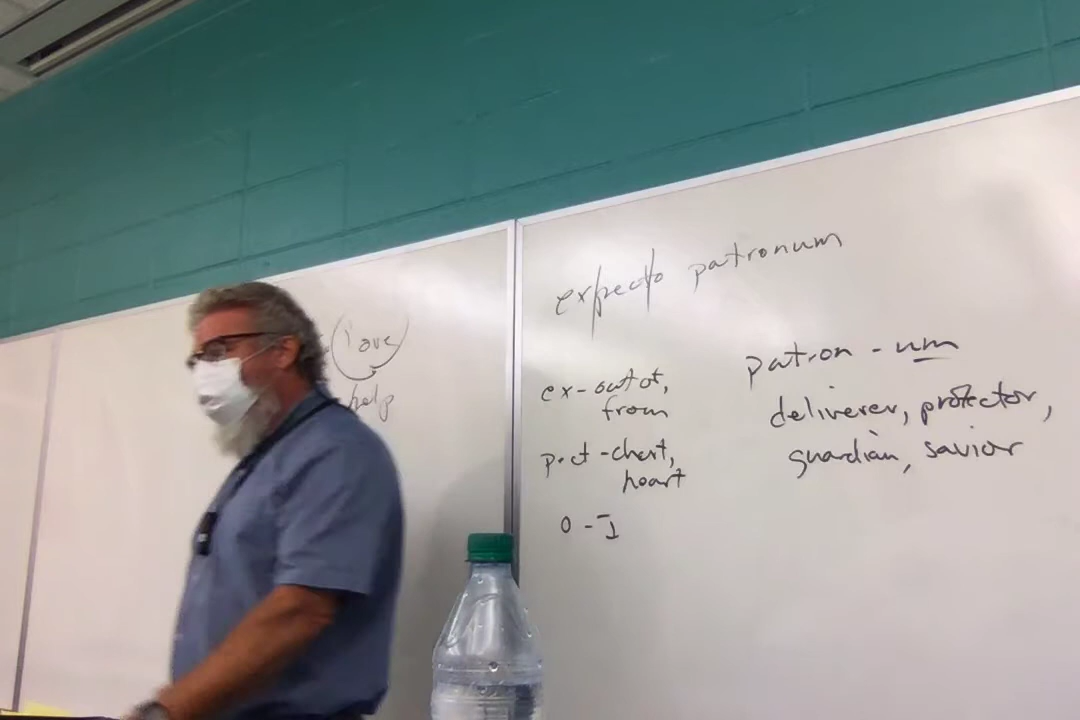 love
help
expecto patronum
ex - out of,
from
pect - chest,
heart
o - I
patron - um
deliverer, protector,
guardian, savior